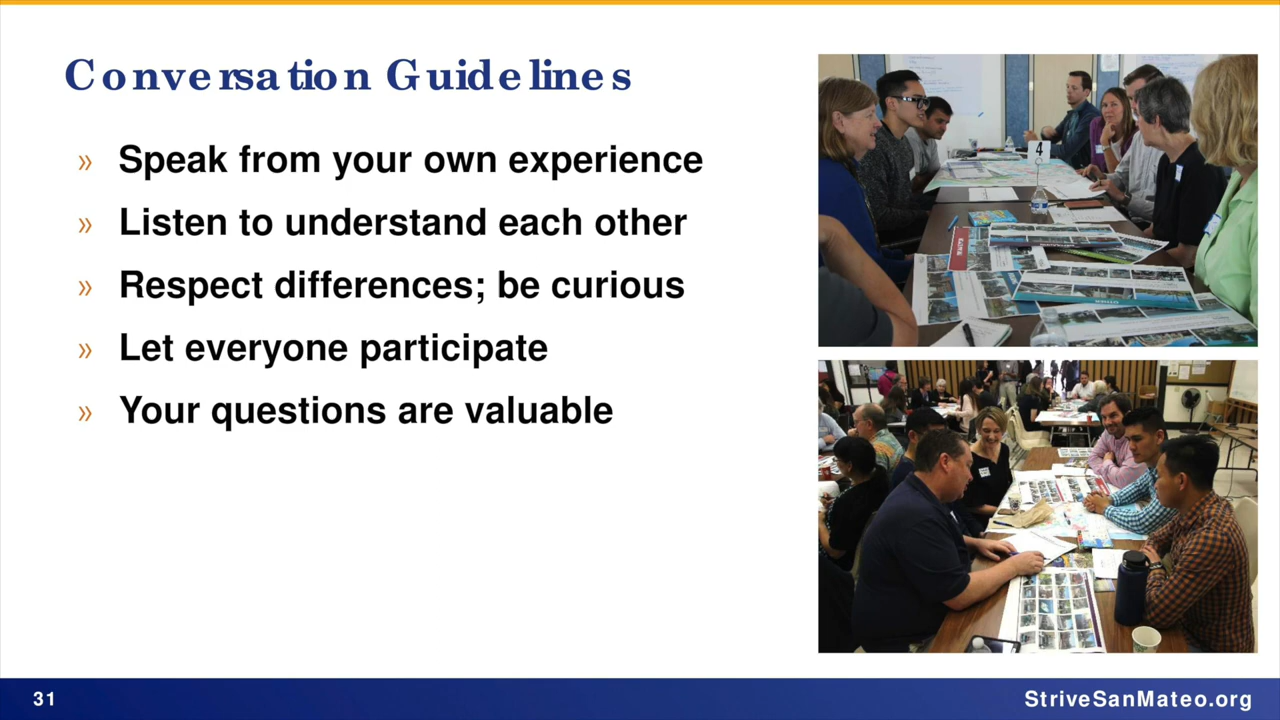 Conversation Guidelines
» Speak from your own experience
» Listen to understand each other
» Respect differences; be curious
» Let everyone participate
» Your questions are valuable
4
31
StriveSanMateo.org